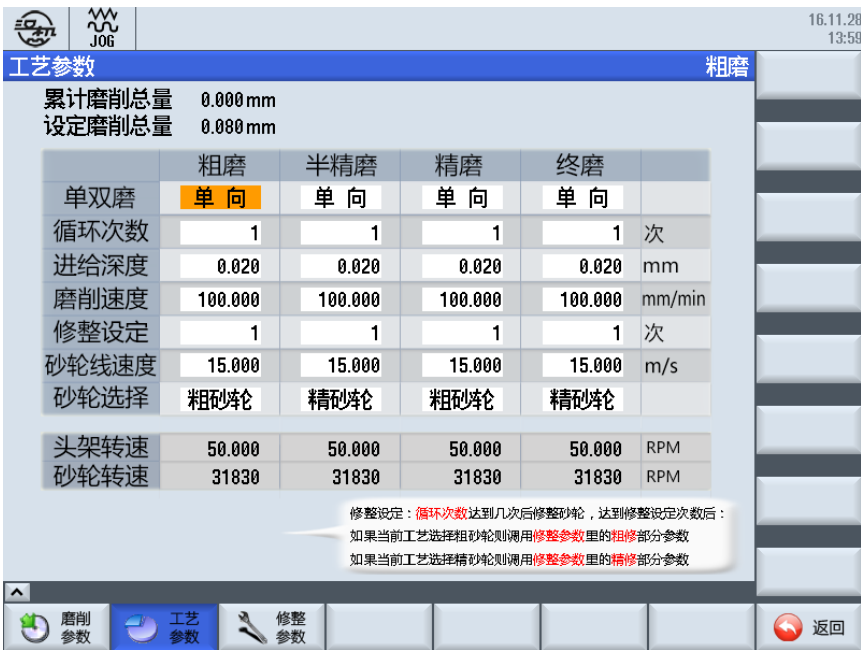 JOG
16.11.28
13:59
工艺参数 粗磨
累计磨削总量 0.000mm
设定磨削总量 0.080mm
粗磨 半精磨 精磨 终磨
单双磨 单向 单向 单向 单向
循环次数 1 1 1 1 次
进给深度 0.020 0.020 0.020 0.020 mm
磨削速度 100.000 100.000 100.000 100.000 mm/min
修整设定 1 1 1 1 次
砂轮线速度 15.000 15.000 15.000 15.000 m/s
砂轮选择 粗砂轮 精砂轮 粗砂轮 精砂轮
头架转速 50.000 50.000 50.000 50.000 RPM
砂轮转速 31830 31830 31830 31830 RPM
修整设定：循环次数达到几次后修整砂轮，达到修整设定次数后：
如果当前工艺选择粗砂轮则调用修整参数里的粗修部分参数
如果当前工艺选择精砂轮则调用修整参数里的精修部分参数
磨削参数 工艺参数 修整参数 返回